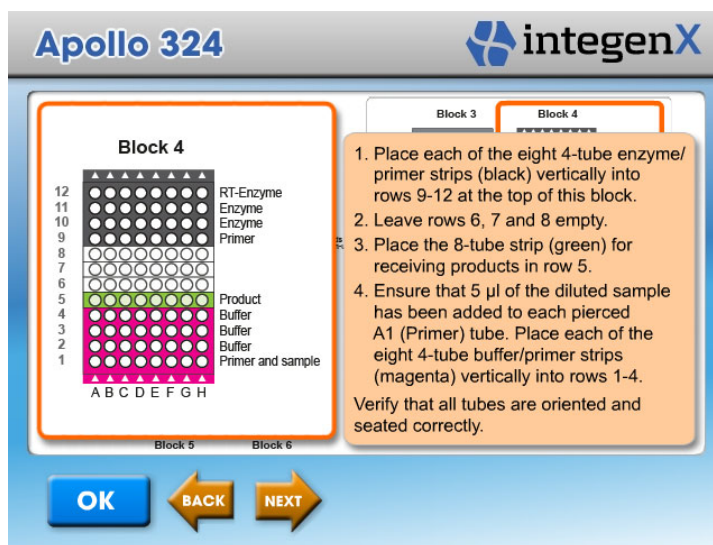 Apollo 324
integenX
Block 3 Block 4
Block 4
12 RT-Enzyme
11 Enzyme
10 Enzyme
9 Primer
8
7
6
5 Product
4 Buffer
3 Buffer
2 Buffer
1 Primer and sample
A B C D E F G H
1. Place each of the eight 4-tube enzyme/
primer strips (black) vertically into
rows 9-12 at the top of this block.
2. Leave rows 6, 7 and 8 empty.
3. Place the 8-tube strip (green) for
receiving products in row 5.
4. Ensure that 5 µl of the diluted sample
has been added to each pierced
A1 (Primer) tube. Place each of the
eight 4-tube buffer/primer strips
(magenta) vertically into rows 1-4.
Verify that all tubes are oriented and
seated correctly.
Block 5 Block 6
OK
BACK
NEXT